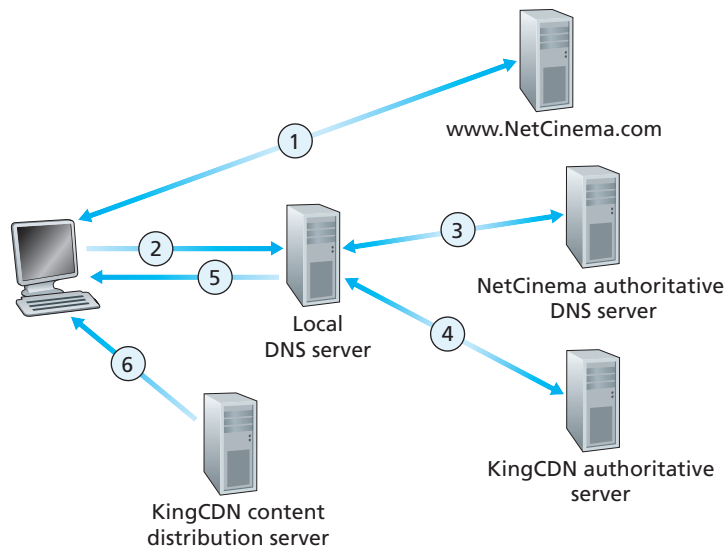 www.NetCinema.com
1
2
3
5
NetCinema authoritative
DNS server
Local
DNS server
4
6
KingCDN authoritative
server
KingCDN content
distribution server